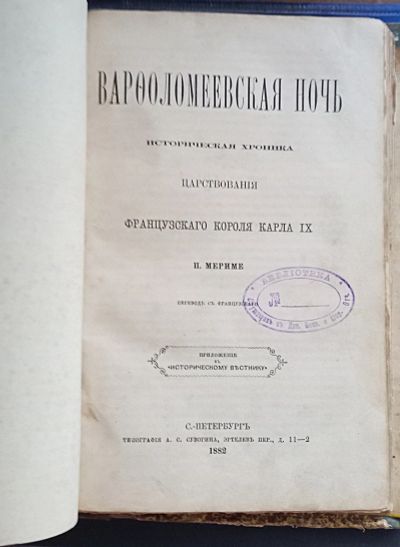 ВАРѲОЛОМЕЕВСКАЯ НОЧЬ
ИСТОРИЧЕСКАЯ ХРОНИКА
ЦАРСТВОВАНІЯ
ФРАНЦУЗСКАГО КОРОЛЯ КАРЛА IX
П. МЕРИМЕ
ПЕРЕВОДЪ СЪ ФРАНЦУЗСКАГО
БИБЛІОТЕКА
ПРИЛОЖЕНІЕ
КЪ
«ИСТОРИЧЕСКОМУ ВѢСТНИКУ»
С.-ПЕТЕРБУРГЪ
ТИПОГРАФІЯ А. С. СУВОРИНА, ЭРТЕЛЕВЪ ПЕР., Д. 11—2
1882